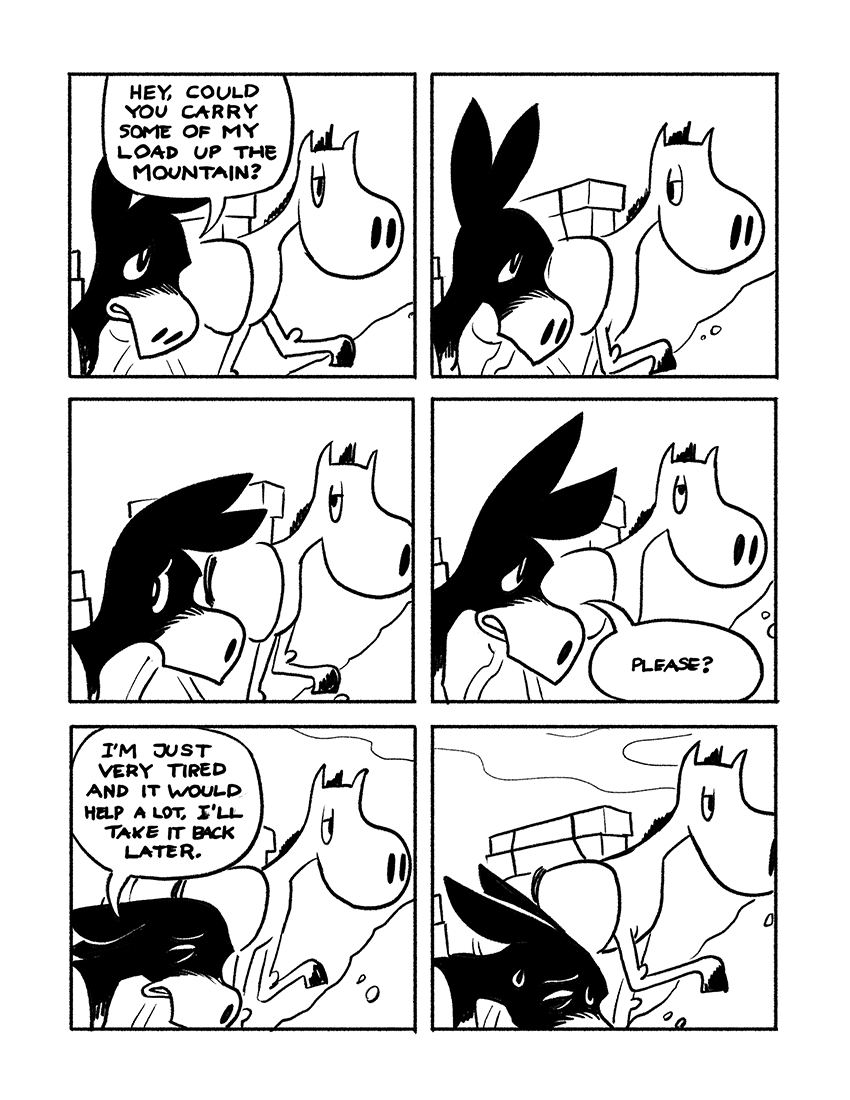 HEY, COULD
YOU CARRY
SOME OF MY
LOAD UP THE
MOUNTAIN?
PLEASE?
I'M JUST
VERY TIRED
AND IT WOULD
HELP A LOT, I'LL
TAKE IT BACK
LATER.